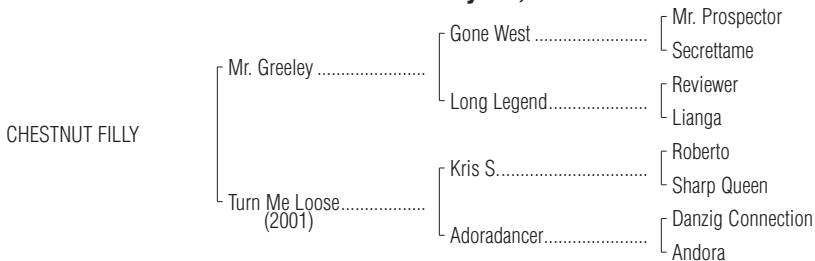 Mr. Prospector
Gone West ........................
Secrettame
Mr. Greeley .......................
Reviewer
Long Legend.....................
Lianga
CHESTNUT FILLY
Roberto
Kris S................................
Sharp Queen
Turn Me Loose..................
(2001)
Danzig Connection
Adoradancer......................
Andora